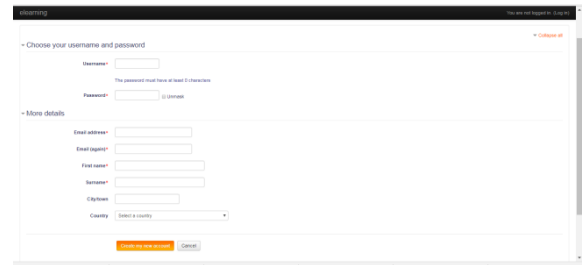 elearning
You are not logged in. (Log in)
Collapse all
Choose your username and password
Username*
The password must have at least 0 characters
Password*
Unmask
More details
Email address*
Email (again)*
First name*
Surname*
City/town
Country
Select a country
Create my new account
Cancel